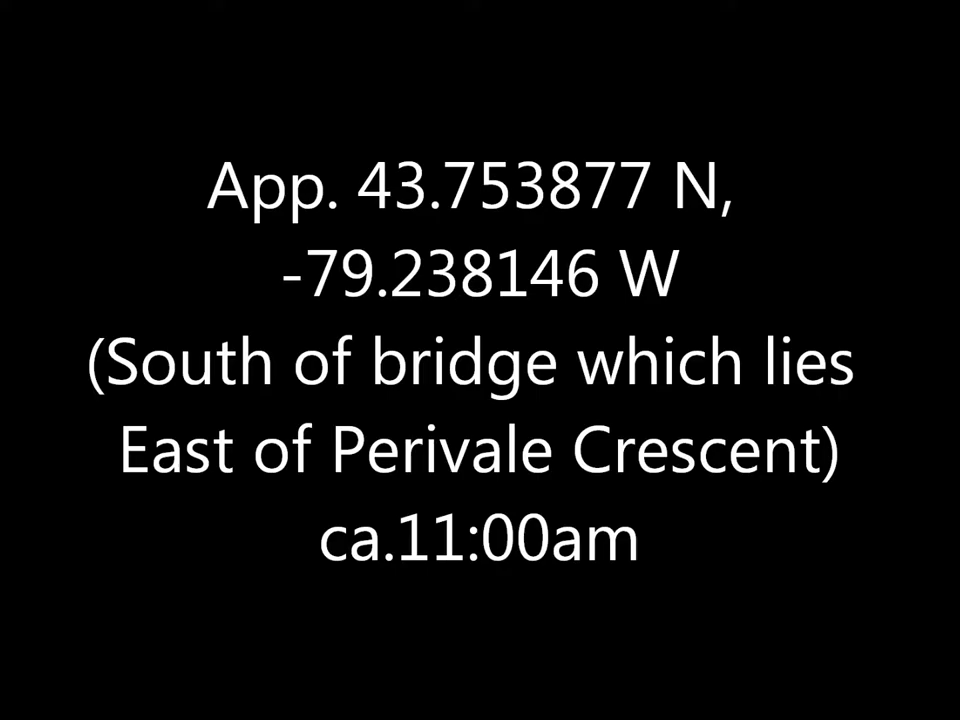 App. 43.753877 N,
-79.238146 W
(South of bridge which lies
East of Perivale Crescent)
ca.11:00am